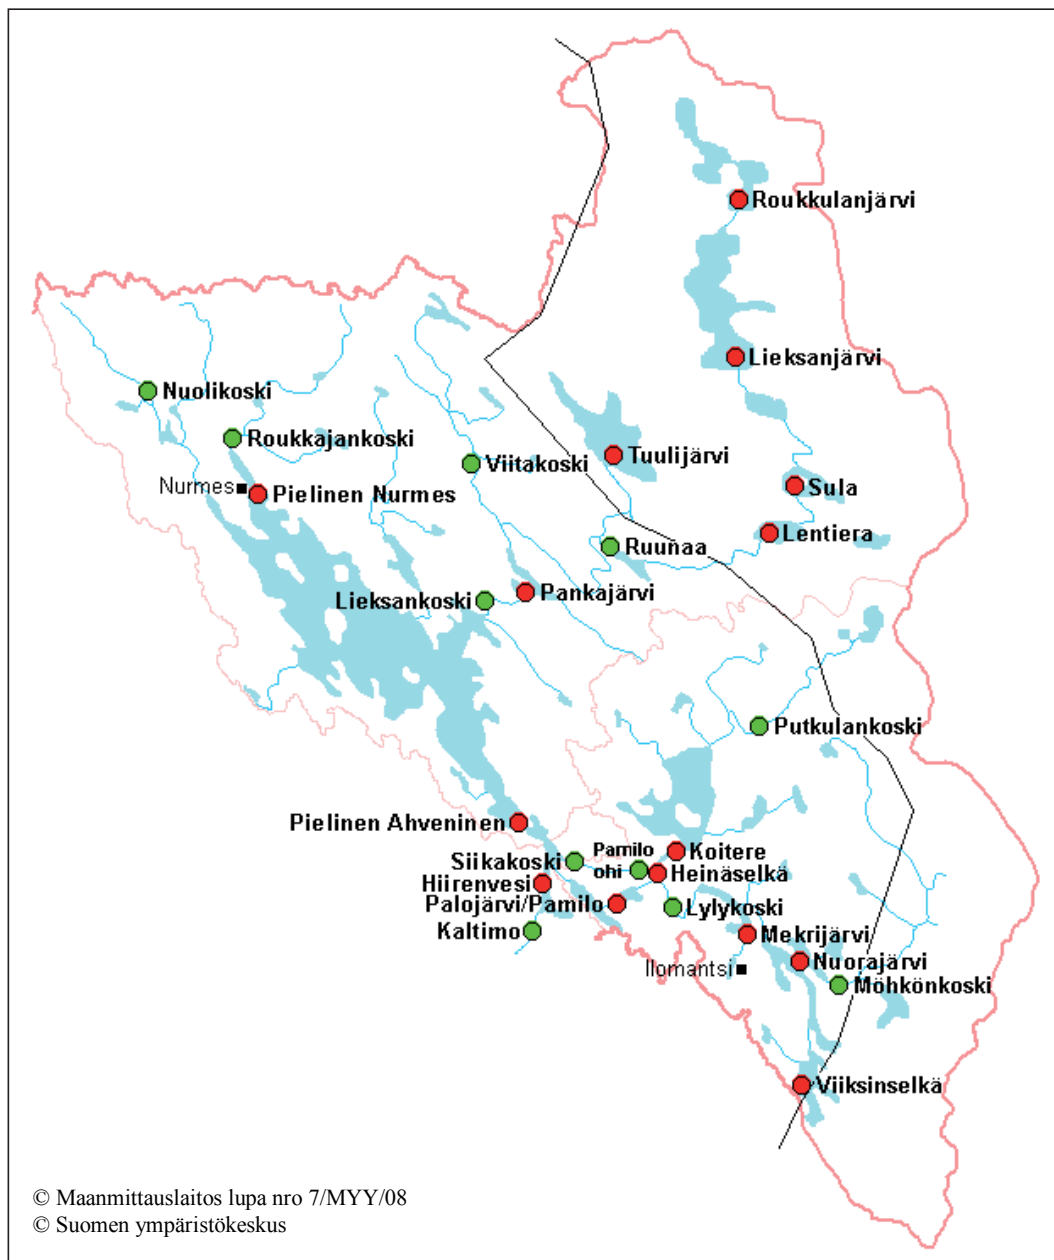 Roukkulanjärvi
Lieksanjärvi
Nuolikoski
Roukkajankoski
Tuulijärvi
Viitakoski
Nurmes
Pielinen Nurmes
Sula
Lentiera
Ruunaa
Pankajärvi
Lieksankoski
Putkulankoski
Pielinen Ahveninen
Pamilo
ohi
Koitere
Siikakoski
Heinäselkä
Hiirenvesi
Palojärvi/Pamilo
Lylykoski
Kaltimo
Mekrijärvi
Nuorajärvi
Ilomantsi
Möhkönkoski
Viiksinselkä
© Maanmittauslaitos lupa nro 7/MYY/08
© Suomen ympäristökeskus